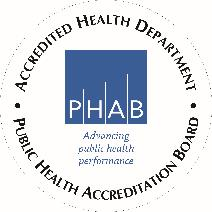 • ACCREDITED HEALTH DEPARTMENT •
PHAB
Advancing
public health
performance
PUBLIC HEALTH ACCREDITATION BOARD